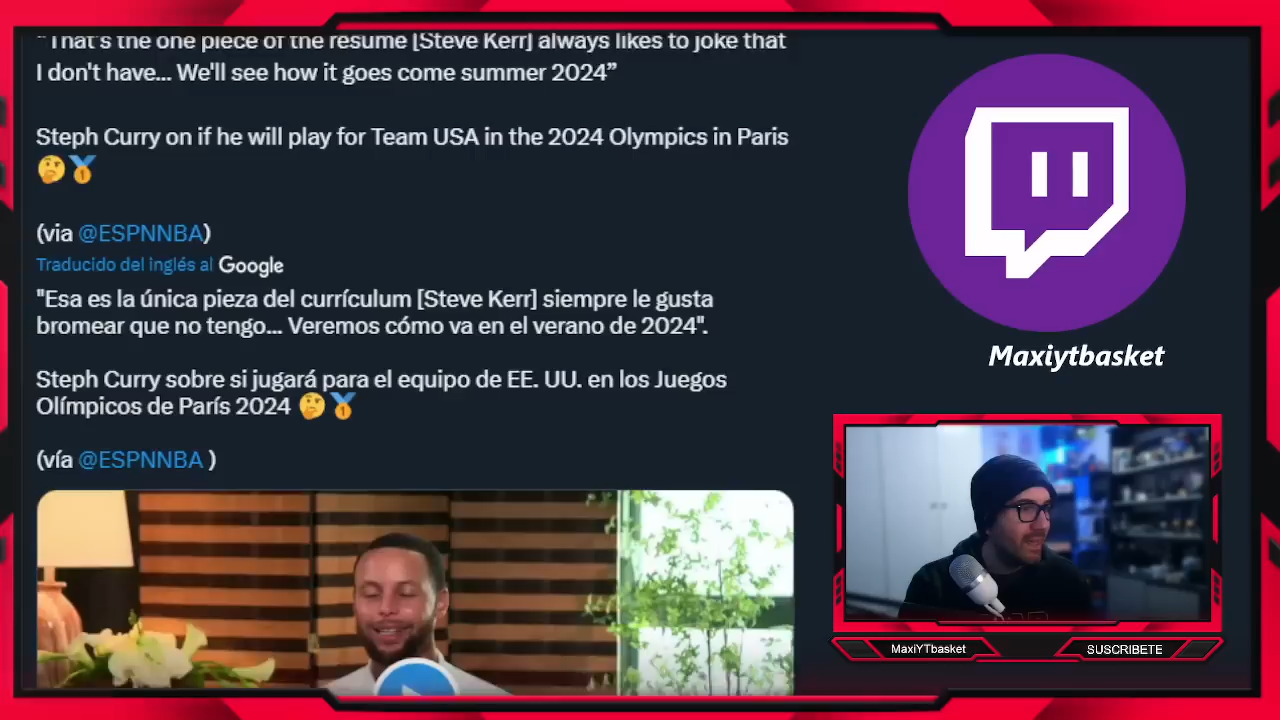 "That's the one piece of the resume [Steve Kerr] always likes to joke that
I don't have... We'll see how it goes come summer 2024”
Steph Curry on if he will play for Team USA in the 2024 Olympics in Paris
🤔🥇
(via @ESPNNBA)
Traducido del inglés al Google
"Esa es la única pieza del currículum [Steve Kerr] siempre le gusta
bromear que no tengo... Veremos cómo va en el verano de 2024".
Steph Curry sobre si jugará para el equipo de EE. UU. en los Juegos
Olímpicos de París 2024 🤔🥇
(vía @ESPNNBA )
Maxiytbasket
MaxiYTbasket
SUSCRIBETE